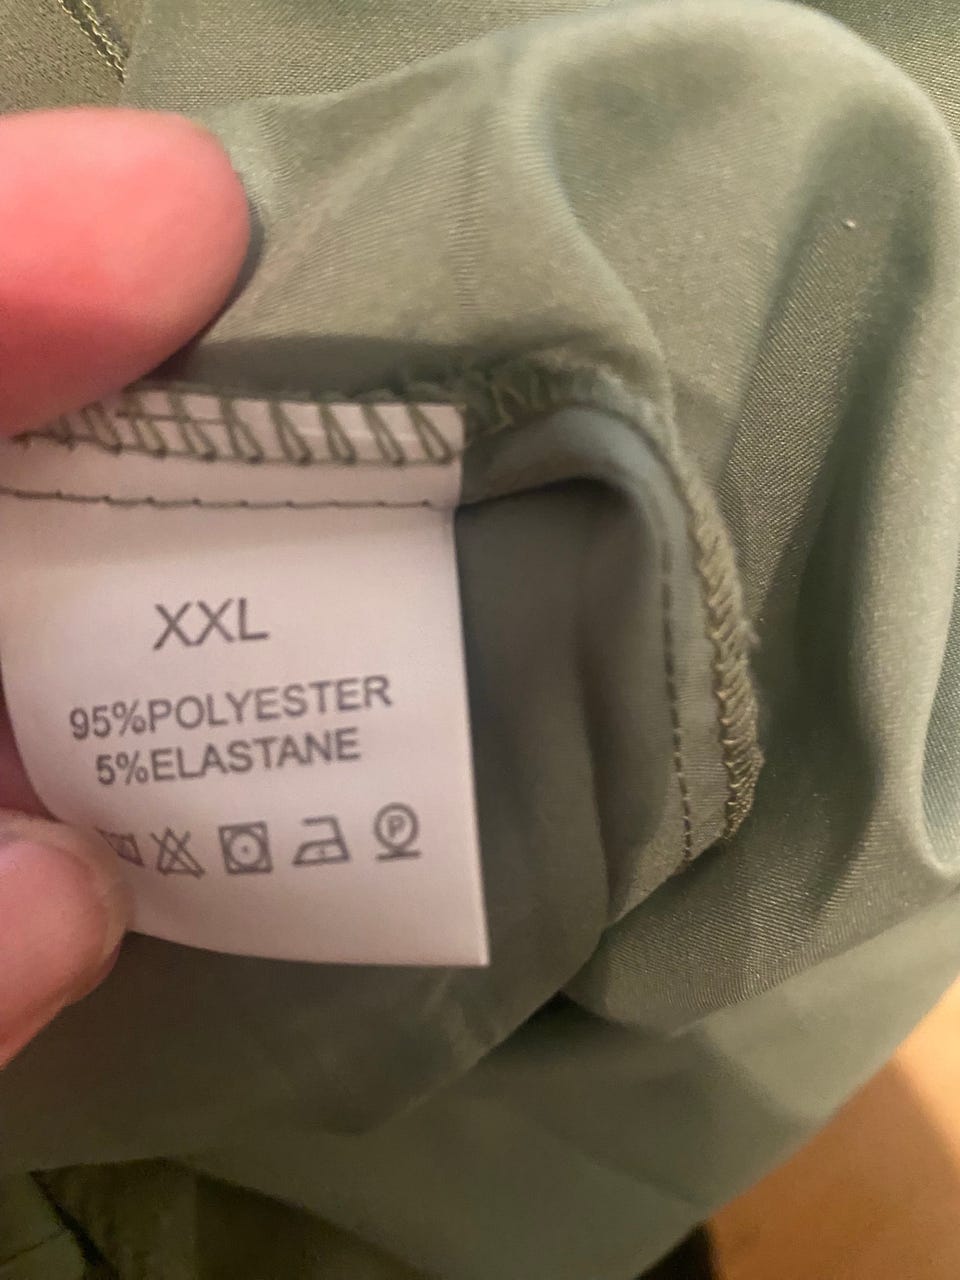 XXL
95%POLYESTER
5%ELASTANE
P